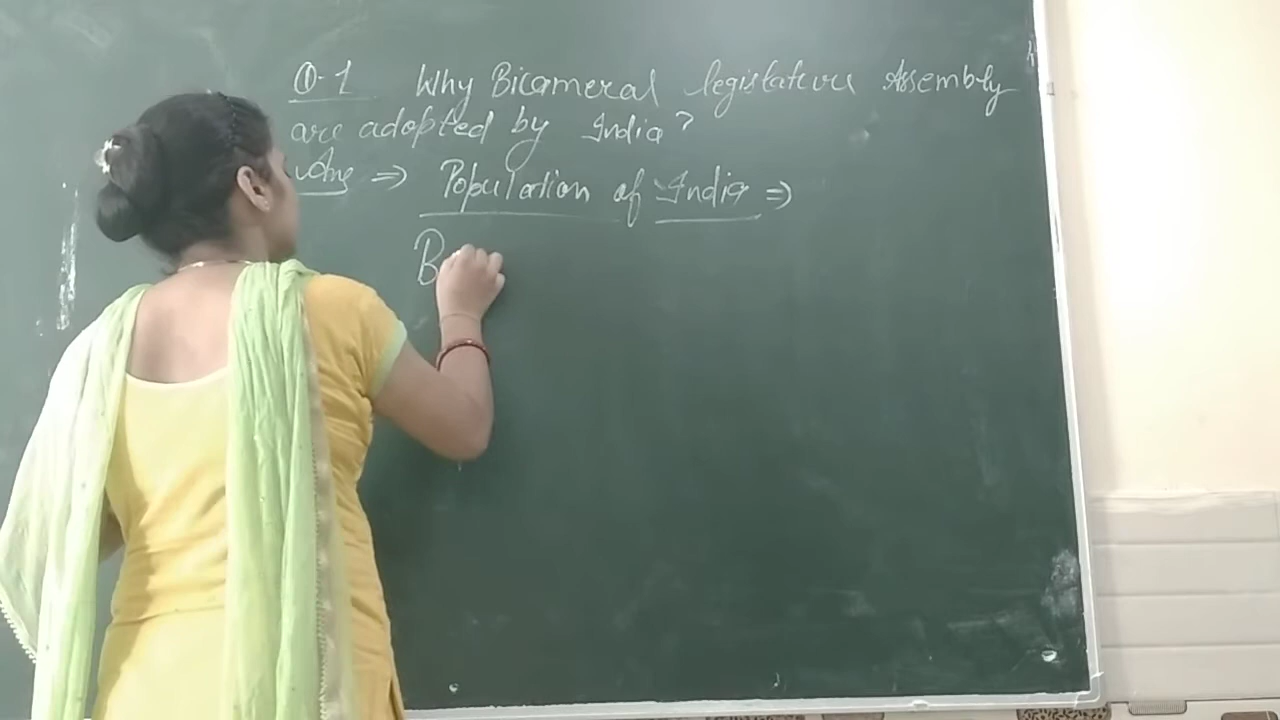 Q-1 Why Bicameral legislature Assembly
are adopted by India?
Ans ⇒ Population of India ⇒
B